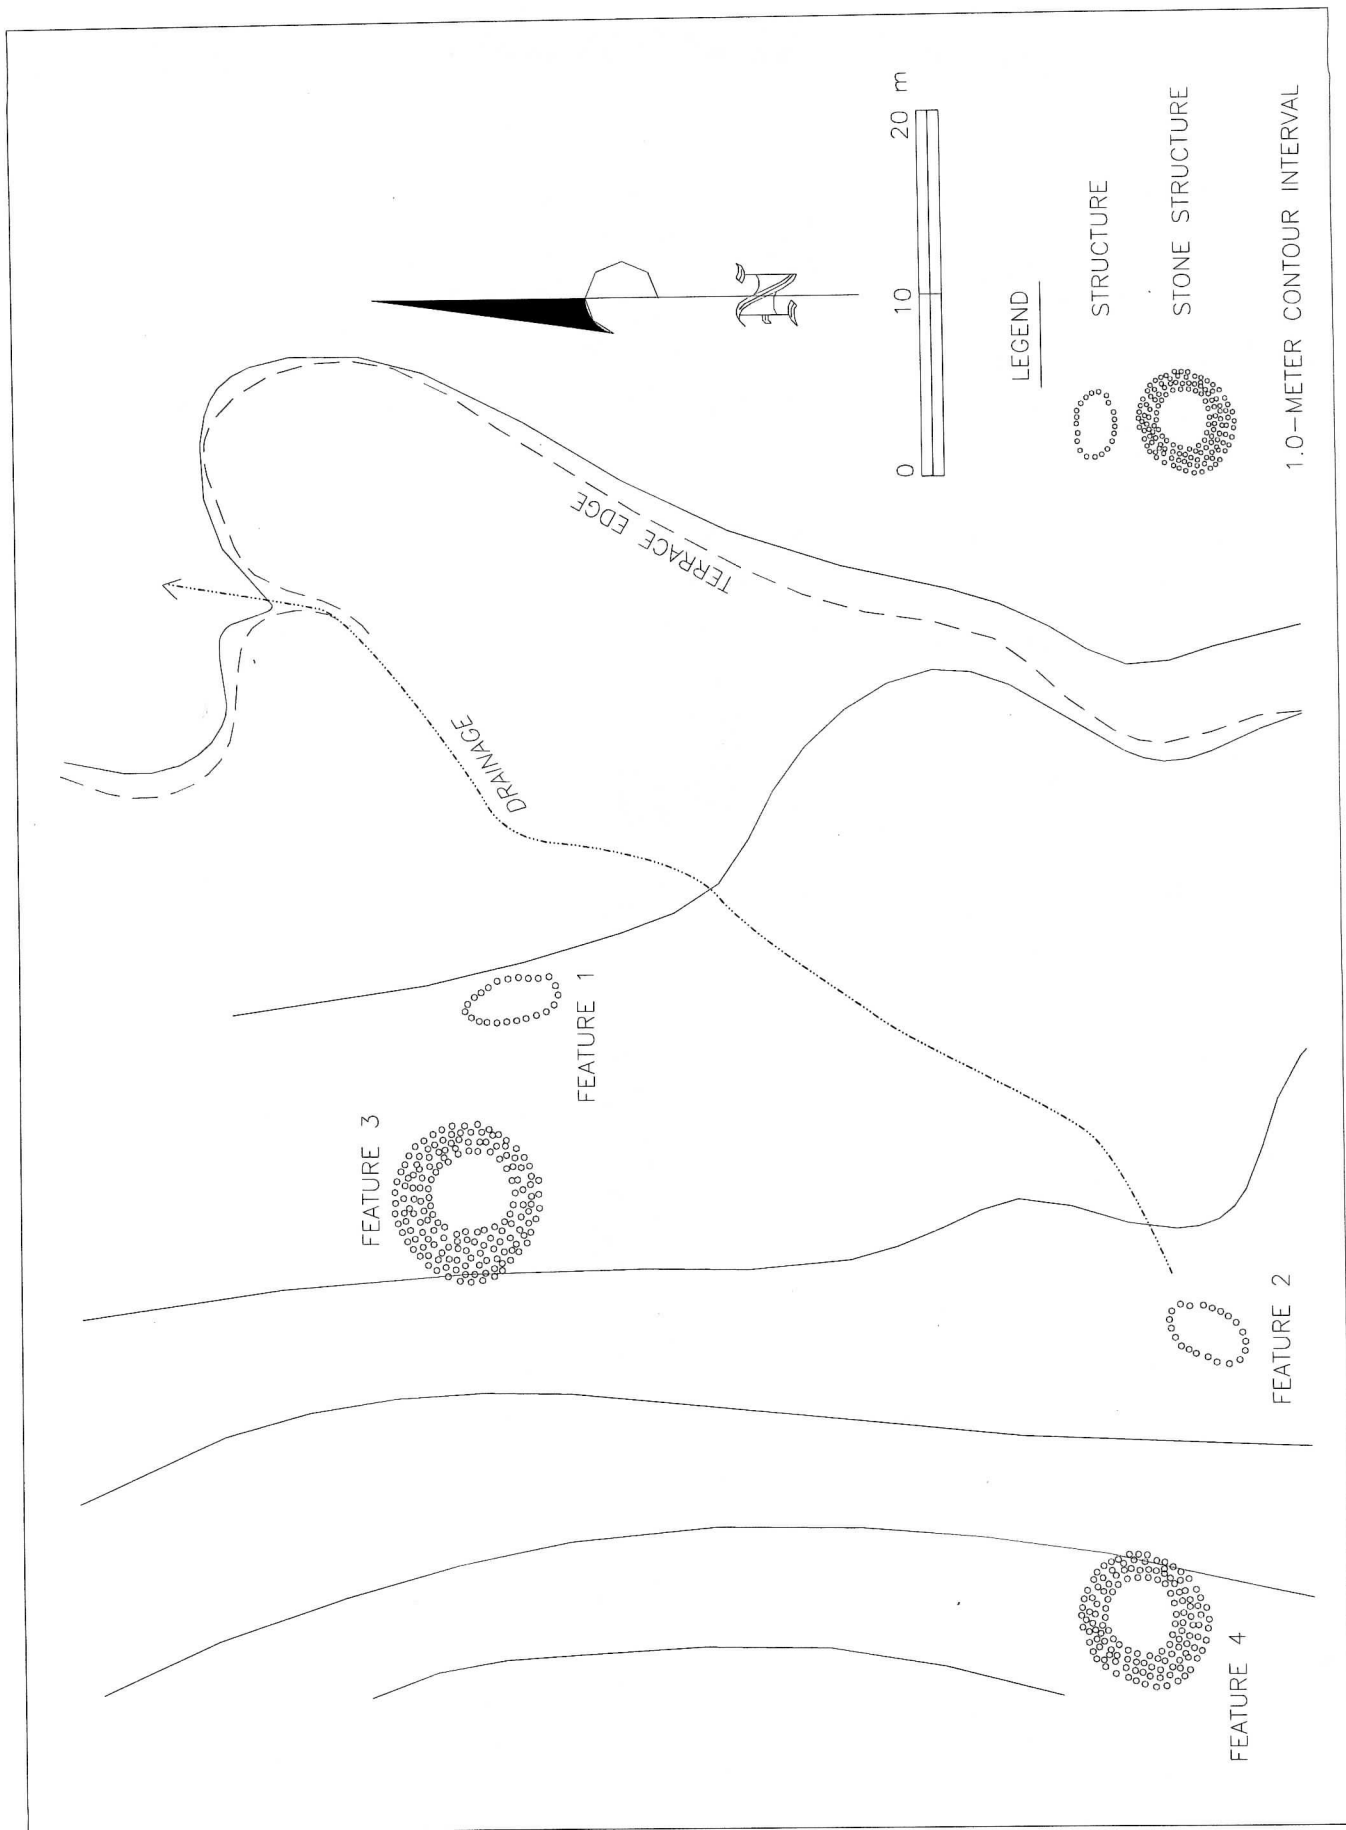 TERRACE EDGE
DRAINAGE
FEATURE 3
FEATURE 1
FEATURE 2
FEATURE 4
N
0 10 20 m
LEGEND
STRUCTURE
STONE STRUCTURE
1.0-METER CONTOUR INTERVAL